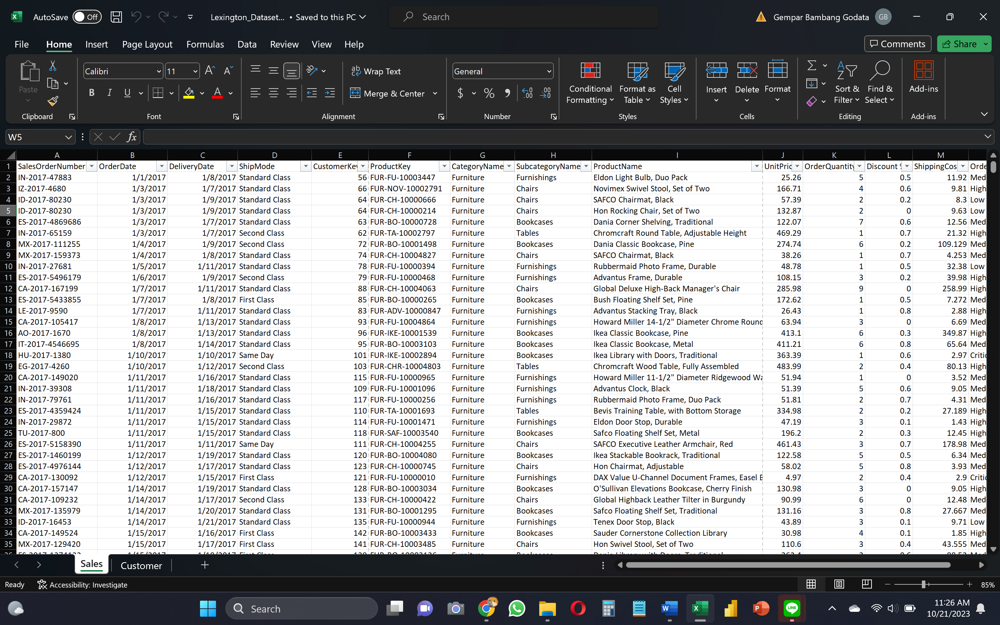 AutoSave Off Lexington_Dataset... • Saved to this PC Search Gempar Bambang Godata GB
File Home Insert Page Layout Formulas Data Review View Help Comments Share
Paste Calibri 11 Wrap Text General Conditional Formatting Format as Table Cell Styles Insert Delete Format Sort & Filter Find & Select Add-ins
B I U A Merge & Center $ %
Clipboard Font Alignment Number Styles Cells Editing Add-ins
W5 fx
A B C D E F G H I J K L M
1 SalesOrderNumber OrderDate DeliveryDate ShipMode CustomerKey ProductKey CategoryName SubcategoryName ProductName UnitPric OrderQuantity Discount ShippingCos Orde
2 IN-2017-47883 1/1/2017 1/8/2017 Standard Class 56 FUR-FU-10003447 Furniture Furnishings Eldon Light Bulb, Duo Pack 25.26 5 0.5 11.92 Med
3 IZ-2017-4680 1/3/2017 1/7/2017 Standard Class 66 FUR-NOV-10002791 Furniture Chairs Novimex Swivel Stool, Set of Two 166.71 4 0.6 9.81 High
4 ID-2017-80230 1/3/2017 1/9/2017 Standard Class 64 FUR-CH-10000666 Furniture Chairs SAFCO Chairmat, Black 57.39 2 0.2 8.3 Low
5 ID-2017-80230 1/3/2017 1/9/2017 Standard Class 64 FUR-CH-10000214 Furniture Chairs Hon Rocking Chair, Set of Two 132.87 2 0 9.63 Low
6 ES-2017-4869686 1/3/2017 1/7/2017 Standard Class 63 FUR-BO-10000728 Furniture Bookcases Dania Corner Shelving, Traditional 122.07 7 0.6 12.56 Med
7 IN-2017-65159 1/3/2017 1/7/2017 Second Class 62 FUR-TA-10002797 Furniture Tables Chromcraft Round Table, Adjustable Height 469.29 1 0.7 21.32 High
8 MX-2017-111255 1/4/2017 1/9/2017 Second Class 72 FUR-BO-10001498 Furniture Bookcases Dania Classic Bookcase, Pine 274.74 6 0.2 109.129 Med
9 MX-2017-159373 1/4/2017 1/8/2017 Standard Class 74 FUR-CH-10004827 Furniture Chairs SAFCO Chairmat, Black 38.26 1 0.7 4.253 Med
10 IN-2017-27681 1/5/2017 1/11/2017 Standard Class 78 FUR-FU-10000394 Furniture Furnishings Rubbermaid Photo Frame, Durable 48.78 1 0.5 32.38 Low
11 ES-2017-5496179 1/6/2017 1/9/2017 Second Class 79 FUR-FU-10000468 Furniture Furnishings Advantus Frame, Durable 108.15 3 0.2 39.98 High
12 CA-2017-167199 1/7/2017 1/11/2017 Standard Class 88 FUR-CH-10004063 Furniture Chairs Global Deluxe High-Back Manager's Chair 285.98 9 0 258.99 High
13 ES-2017-5433855 1/7/2017 1/8/2017 First Class 85 FUR-BO-10000265 Furniture Bookcases Bush Floating Shelf Set, Pine 172.62 1 0.5 7.272 Med
14 LE-2017-9590 1/7/2017 1/11/2017 Standard Class 83 FUR-ADV-10000847 Furniture Furnishings Advantus Stacking Tray, Black 26.43 1 0.8 2.88 High
15 CA-2017-105417 1/8/2017 1/13/2017 Standard Class 93 FUR-FU-10004864 Furniture Furnishings Howard Miller 14-1/2" Diameter Chrome Round 63.94 3 0 6.69 Med
16 AO-2017-1670 1/8/2017 1/13/2017 Standard Class 96 FUR-IKE-10001539 Furniture Bookcases Ikea Classic Bookcase, Pine 413.1 6 0.3 349.87 High
17 IT-2017-4546695 1/8/2017 1/14/2017 Standard Class 95 FUR-BO-10003103 Furniture Bookcases Ikea Classic Bookcase, Metal 411.21 6 0.8 65.64 Med
18 HU-2017-1380 1/10/2017 1/10/2017 Same Day 101 FUR-IKE-10002894 Furniture Bookcases Ikea Library with Doors, Traditional 363.39 1 0.6 2.97 Critic
19 EG-2017-4260 1/10/2017 1/12/2017 Second Class 103 FUR-CHR-10004803 Furniture Tables Chromcraft Wood Table, Fully Assembled 483.99 2 0.4 80.13 High
20 CA-2017-149020 1/11/2017 1/16/2017 Standard Class 115 FUR-FU-10000965 Furniture Furnishings Howard Miller 11-1/2" Diameter Ridgewood Wa 51.94 1 0 3.52 Med
21 IN-2017-39308 1/11/2017 1/18/2017 Standard Class 109 FUR-FU-10001096 Furniture Furnishings Advantus Clock, Black 51.39 5 0.6 9.05 Med
22 IN-2017-79761 1/11/2017 1/16/2017 Standard Class 117 FUR-FU-10000256 Furniture Furnishings Rubbermaid Photo Frame, Duo Pack 51.81 2 0.7 4.31 Med
23 ES-2017-4359424 1/11/2017 1/15/2017 Standard Class 110 FUR-TA-10001693 Furniture Tables Bevis Training Table, with Bottom Storage 334.98 2 0.2 27.189 High
24 IN-2017-29872 1/11/2017 1/15/2017 Standard Class 114 FUR-FU-10001471 Furniture Furnishings Eldon Door Stop, Durable 47.19 3 0.1 1.43 High
25 TU-2017-800 1/11/2017 1/15/2017 Standard Class 118 FUR-SAF-10003540 Furniture Bookcases Safco Floating Shelf Set, Metal 196.2 2 0.3 12.45 High
26 ES-2017-5158390 1/11/2017 1/11/2017 Same Day 111 FUR-CH-10004255 Furniture Chairs SAFCO Executive Leather Armchair, Red 461.43 3 0.7 178.98 Med
27 ES-2017-1460199 1/12/2017 1/19/2017 Standard Class 120 FUR-BO-10004080 Furniture Bookcases Ikea Stackable Bookrack, Traditional 122.58 5 0.5 6.34 Med
28 ES-2017-4976144 1/12/2017 1/17/2017 Standard Class 123 FUR-CH-10000745 Furniture Chairs Hon Chairmat, Adjustable 58.02 5 0.8 3.93 Med
29 CA-2017-130092 1/12/2017 1/15/2017 First Class 121 FUR-FU-10000010 Furniture Furnishings DAX Value U-Channel Document Frames, Easel B 4.97 2 0.4 2.9 Critic
30 CA-2017-157147 1/14/2017 1/19/2017 Standard Class 128 FUR-BO-10003034 Furniture Bookcases O'Sullivan Elevations Bookcase, Cherry Finish 130.98 3 0 9.05 High
31 CA-2017-109232 1/14/2017 1/17/2017 Second Class 133 FUR-CH-10000422 Furniture Chairs Global Highback Leather Tilter in Burgundy 90.99 6 0 12.48 Med
32 MX-2017-135979 1/14/2017 1/20/2017 Standard Class 131 FUR-BO-10001295 Furniture Bookcases Safco Floating Shelf Set, Traditional 131.16 3 0.8 27.667 Med
33 ID-2017-16453 1/14/2017 1/21/2017 Standard Class 135 FUR-FU-10000944 Furniture Furnishings Tenex Door Stop, Black 43.89 3 0.1 9.71 Low
34 CA-2017-149524 1/15/2017 1/16/2017 First Class 142 FUR-BO-10003433 Furniture Bookcases Sauder Cornerstone Collection Library 30.98 4 0.1 1.85 High
35 MX-2017-129420 1/15/2017 1/17/2017 First Class 141 FUR-CH-10003485 Furniture Chairs Hon Swivel Stool, Set of Two 110.6 3 0.4 43.555 Med
Sales Customer
Ready Accessibility: Investigate 85%
Search LINE 11:26 AM
10/21/2023